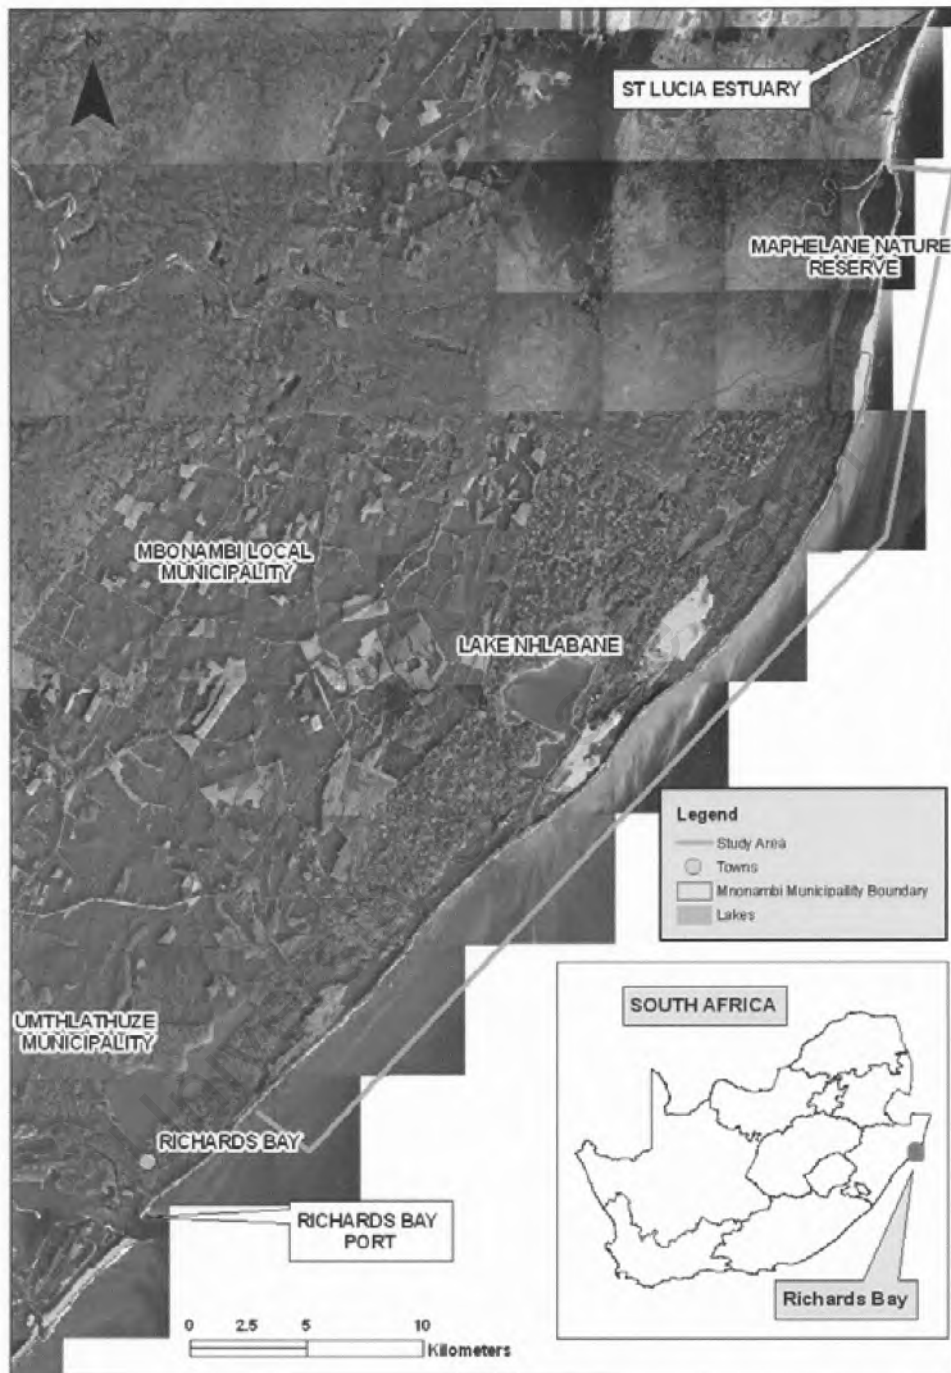 N
ST LUCIA ESTUARY
MAPHELANE NATURE
RESERVE
MBONAMBI LOCAL
MUNICIPALITY
LAKE NHLABANE
Legend
Study Area
Towns
Mnonambi Municipality Boundary
Lakes
UMTHLATHUZE
MUNICIPALITY
SOUTH AFRICA
RICHARDS BAY
RICHARDS BAY
PORT
Richards Bay
0 2.5 5 10
Kilometers